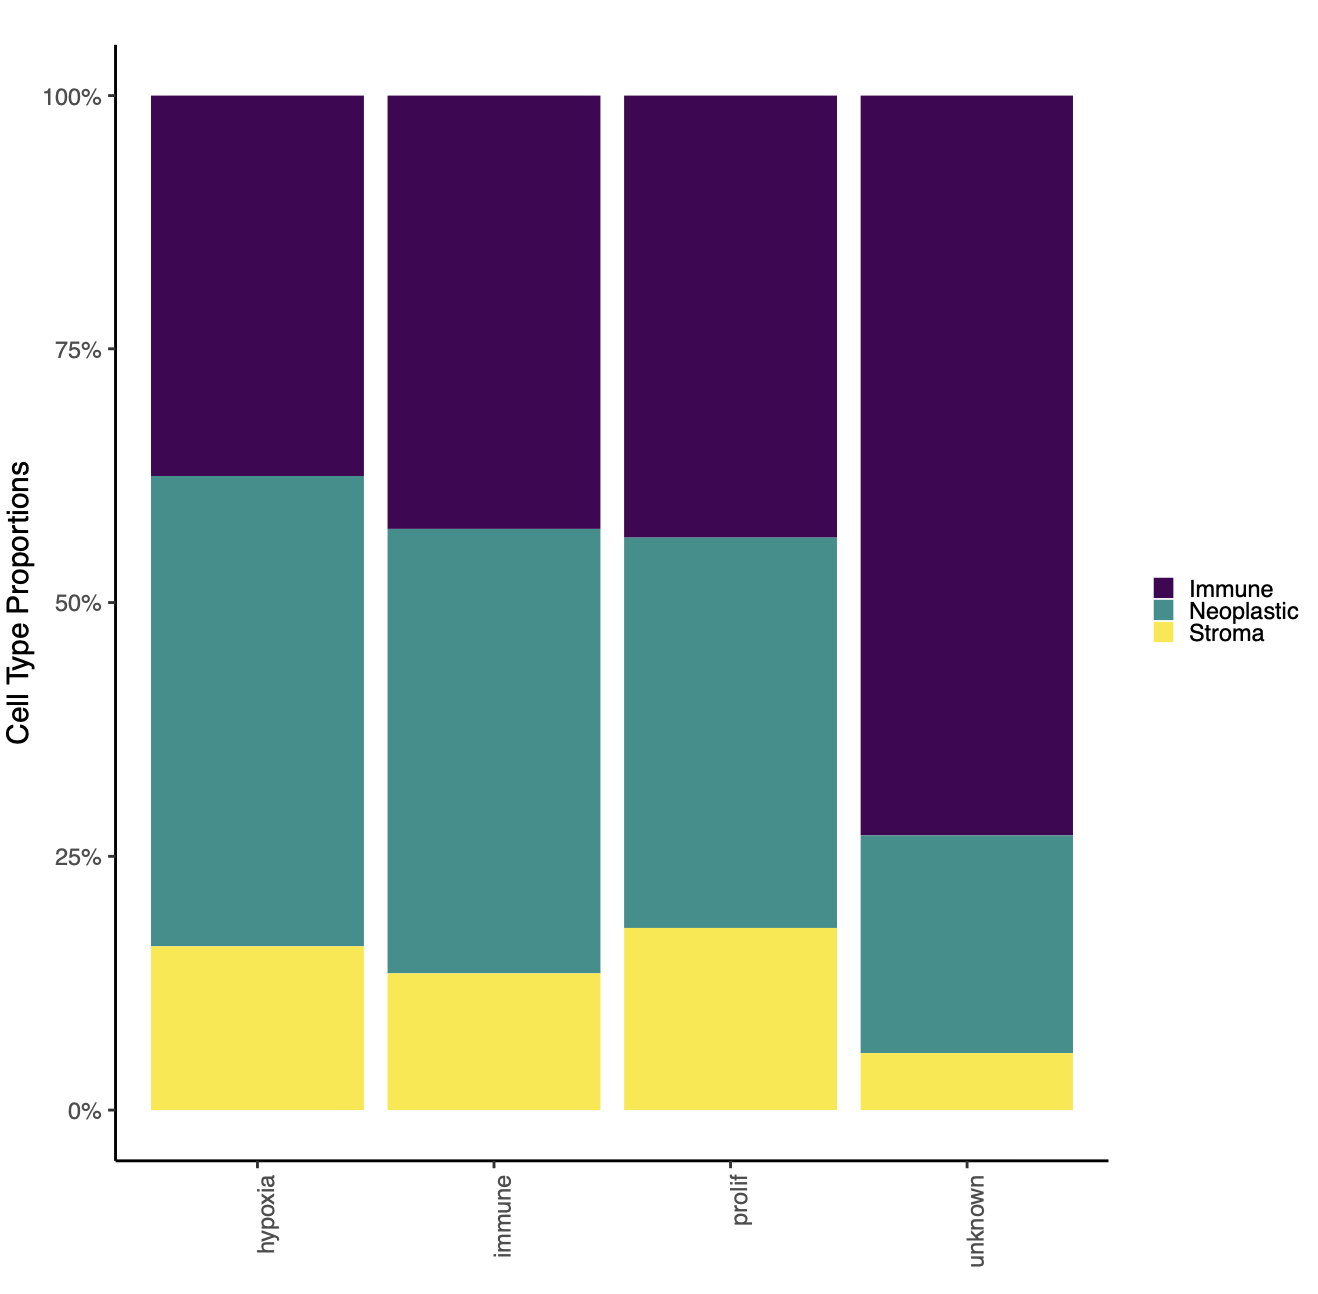 Cell Type Proportions
100%
75%
50%
25%
0%
hypoxia
immune
prolif
unknown
Immune
Neoplastic
Stroma